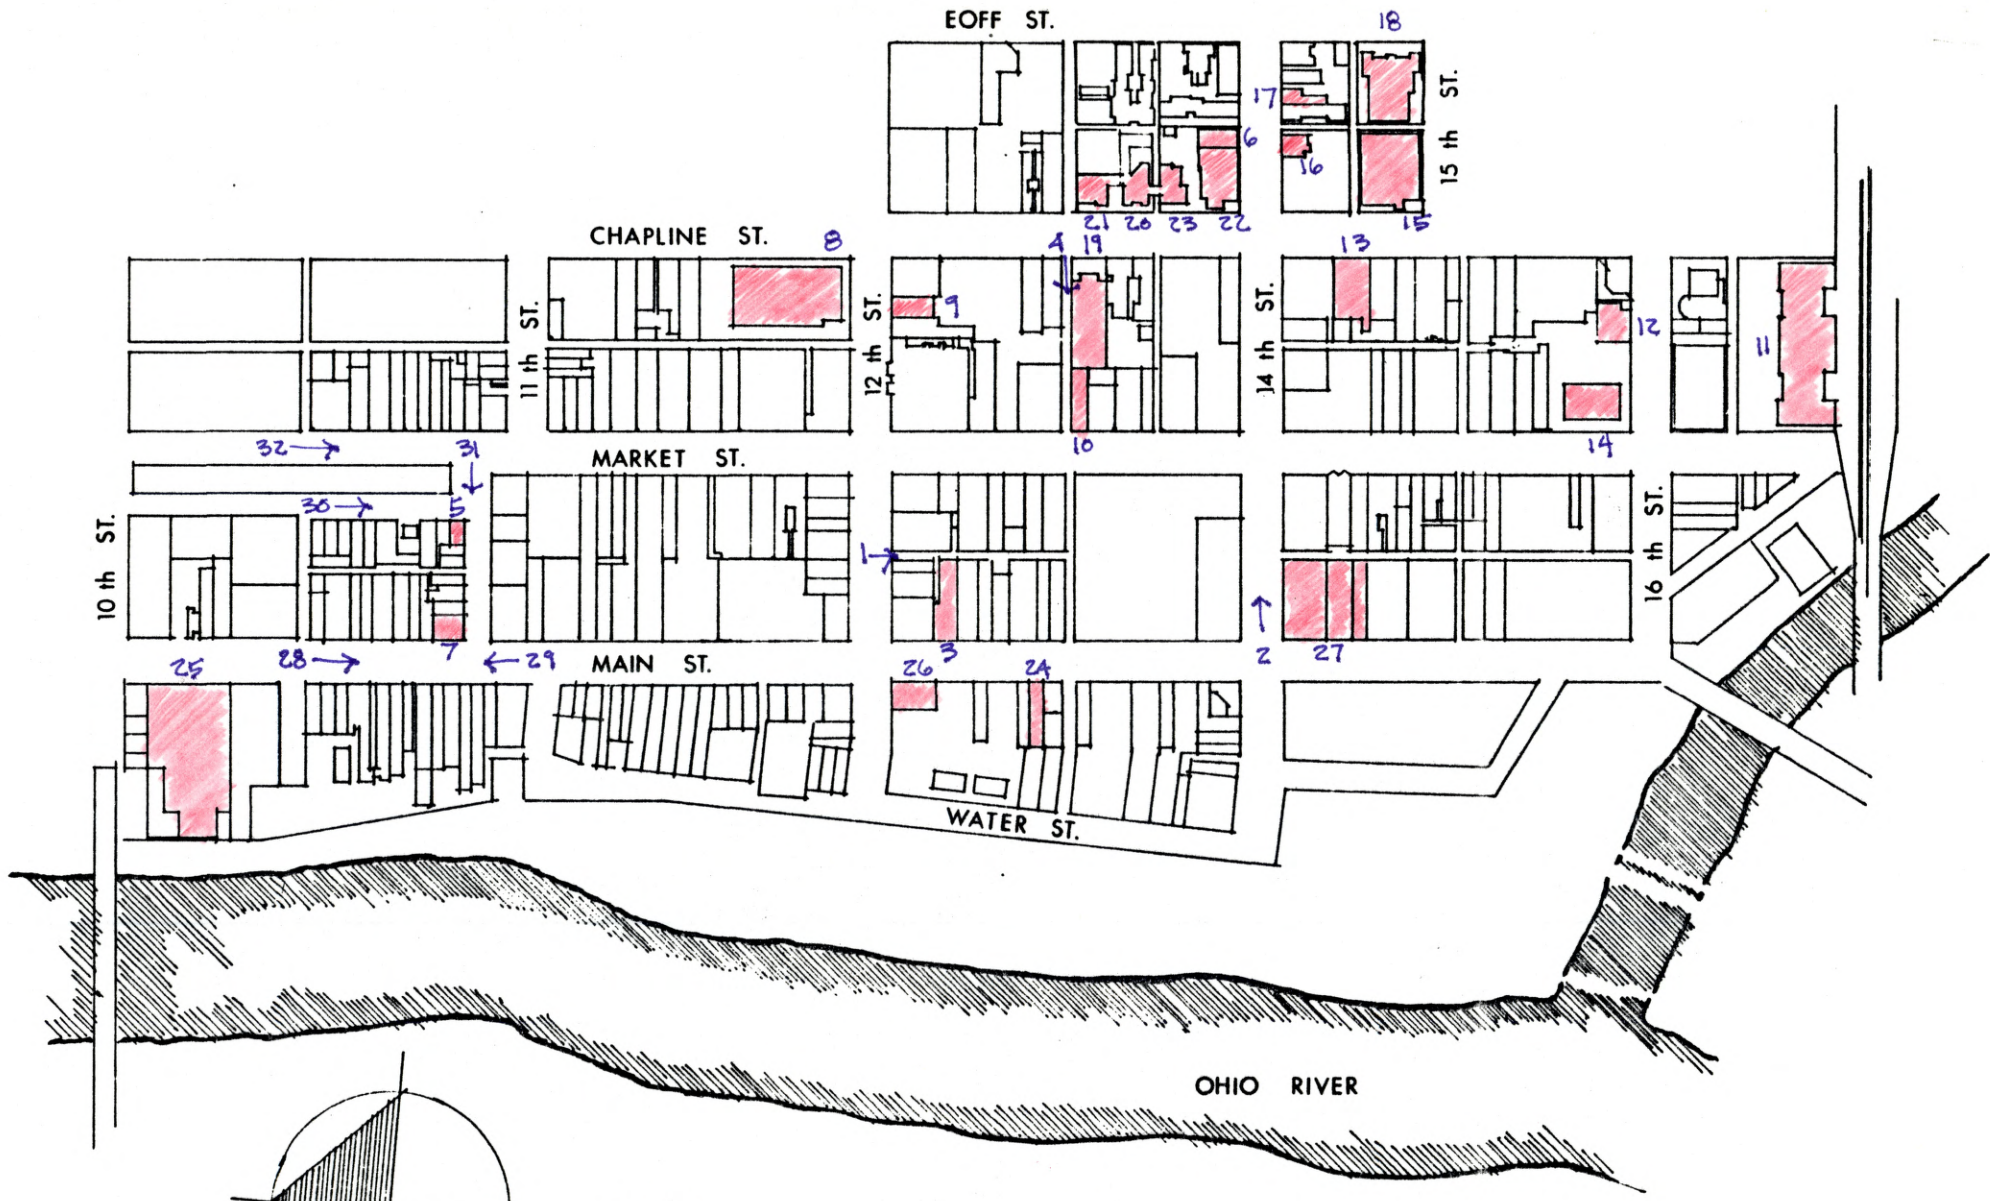 EOFF ST.
18
17
15 th ST.
6
16
21 20 23 22
15
CHAPLINE ST.
8
4
19
13
11 th ST.
12 th ST.
9
14 th ST.
12
11
32
31
10
14
MARKET ST.
30
5
10 th ST.
1
16 th ST.
25
28
7
29
MAIN ST.
26
3
24
2
27
WATER ST.
OHIO RIVER